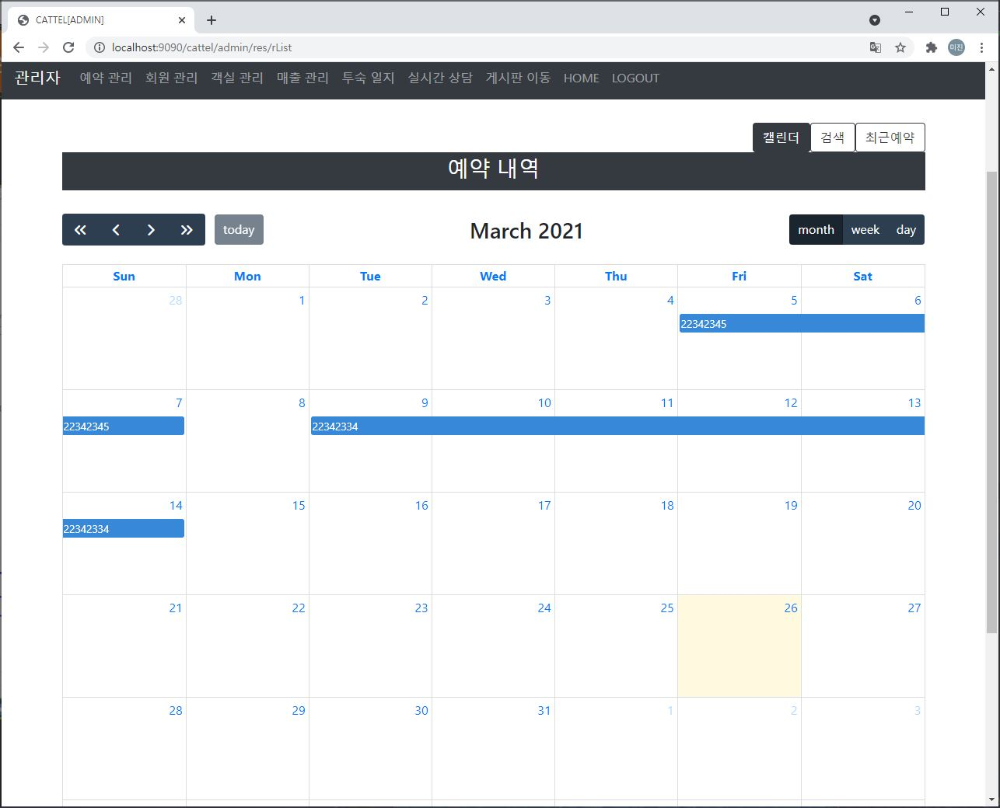 CATTEL[ADMIN]
localhost:9090/cattel/admin/res/rList
미진
관리자 예약 관리 회원 관리 객실 관리 매출 관리 투숙 일지 실시간 상담 게시판 이동 HOME LOGOUT
캘린더 검색 최근예약
예약 내역
today March 2021 month week day
Sun Mon Tue Wed Thu Fri Sat
28 1 2 3 4 5 6
22342345
7 8 9 10 11 12 13
22342345 22342334
14 15 16 17 18 19 20
22342334
21 22 23 24 25 26 27
28 29 30 31 1 2 3